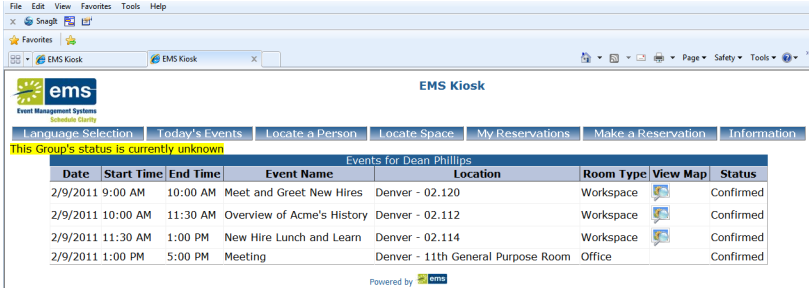 File Edit View Favorites Tools Help
x SnagIt
Favorites
EMS Kiosk EMS Kiosk x Page Safety Tools
ems
Event Management Systems
Schedule Clarity
EMS Kiosk
Language Selection Today's Events Locate a Person Locate Space My Reservations Make a Reservation Information
This Group's status is currently unknown
Events for Dean Phillips
Date Start Time End Time Event Name Location Room Type View Map Status
2/9/2011 9:00 AM 10:00 AM Meet and Greet New Hires Denver - 02.120 Workspace Confirmed
2/9/2011 10:00 AM 11:30 AM Overview of Acme's History Denver - 02.112 Workspace Confirmed
2/9/2011 11:30 AM 1:00 PM New Hire Lunch and Learn Denver - 02.114 Workspace Confirmed
2/9/2011 1:00 PM 5:00 PM Meeting Denver - 11th General Purpose Room Office Confirmed
Powered by ems